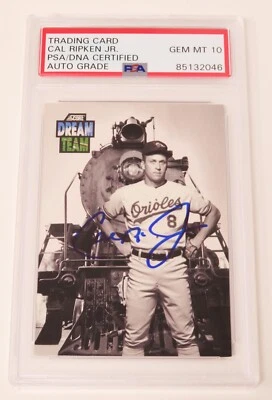 TRADING CARD
CAL RIPKEN JR.
PSA/DNA CERTIFIED
AUTO GRADE
GEM MT 10
PSA
85132046
SCORE
DREAM
TEAM
Orioles
8